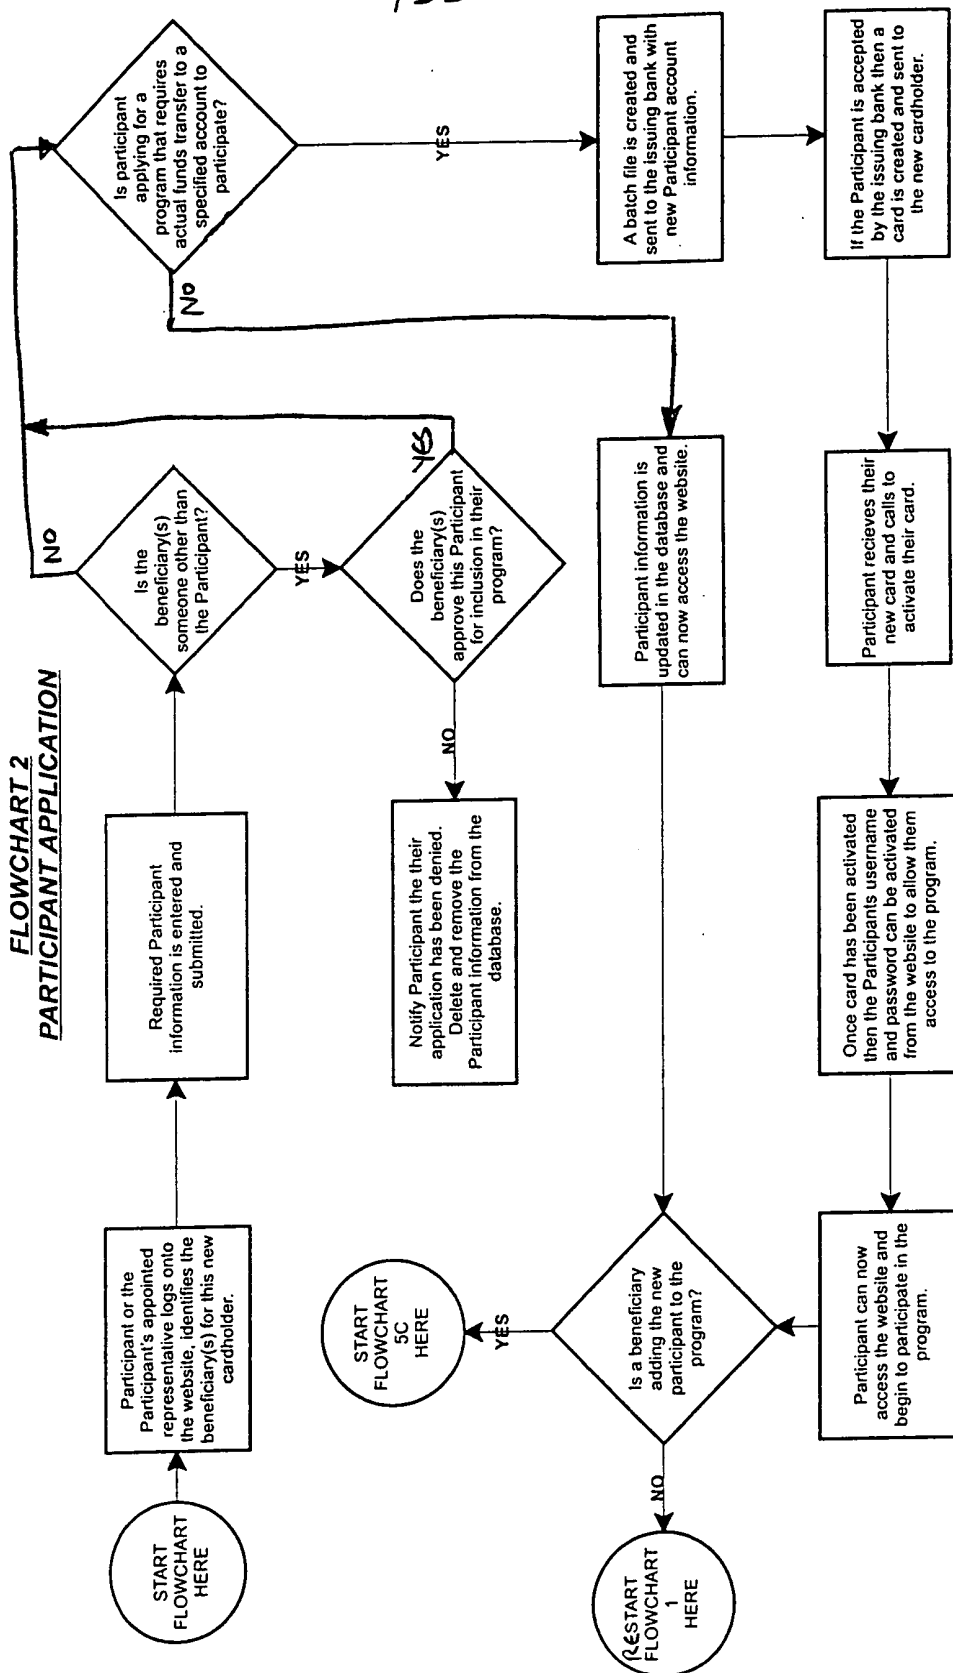 FLOWCHART 2
PARTICIPANT APPLICATION
START
FLOWCHART
HERE
Participant or the
Participant's appointed
representative logs onto
the website, identifies the
beneficiary(s) for this new
cardholder.
Required Participant
information is entered and
submitted.
Is the
beneficiary(s)
someone other than
the Participant?
NO
YES
Does the
beneficiary(s)
approve this Participant
for inclusion in their
program?
YES
NO
Notify Participant the their
application has been denied.
Delete and remove the
Participant information from the
database.
Is participant
applying for a
program that requires
actual funds transfer to a
specified account to
participate?
NO
YES
Participant information is
updated in the database and
can now access the website.
A batch file is created and
sent to the issuing bank with
new Participant account
information.
If the Participant is accepted
by the issuing bank then a
card is created and sent to
the new cardholder.
Participant recieves their
new card and calls to
activate their card.
Once card has been activated
then the Participants username
and password can be activated
from the website to allow them
access to the program.
Participant can now
access the website and
begin to participate in the
program.
Is a beneficiary
adding the new
participant to the
program?
YES
START
FLOWCHART
5C
HERE
NO
RESTART
FLOWCHART
1
HERE